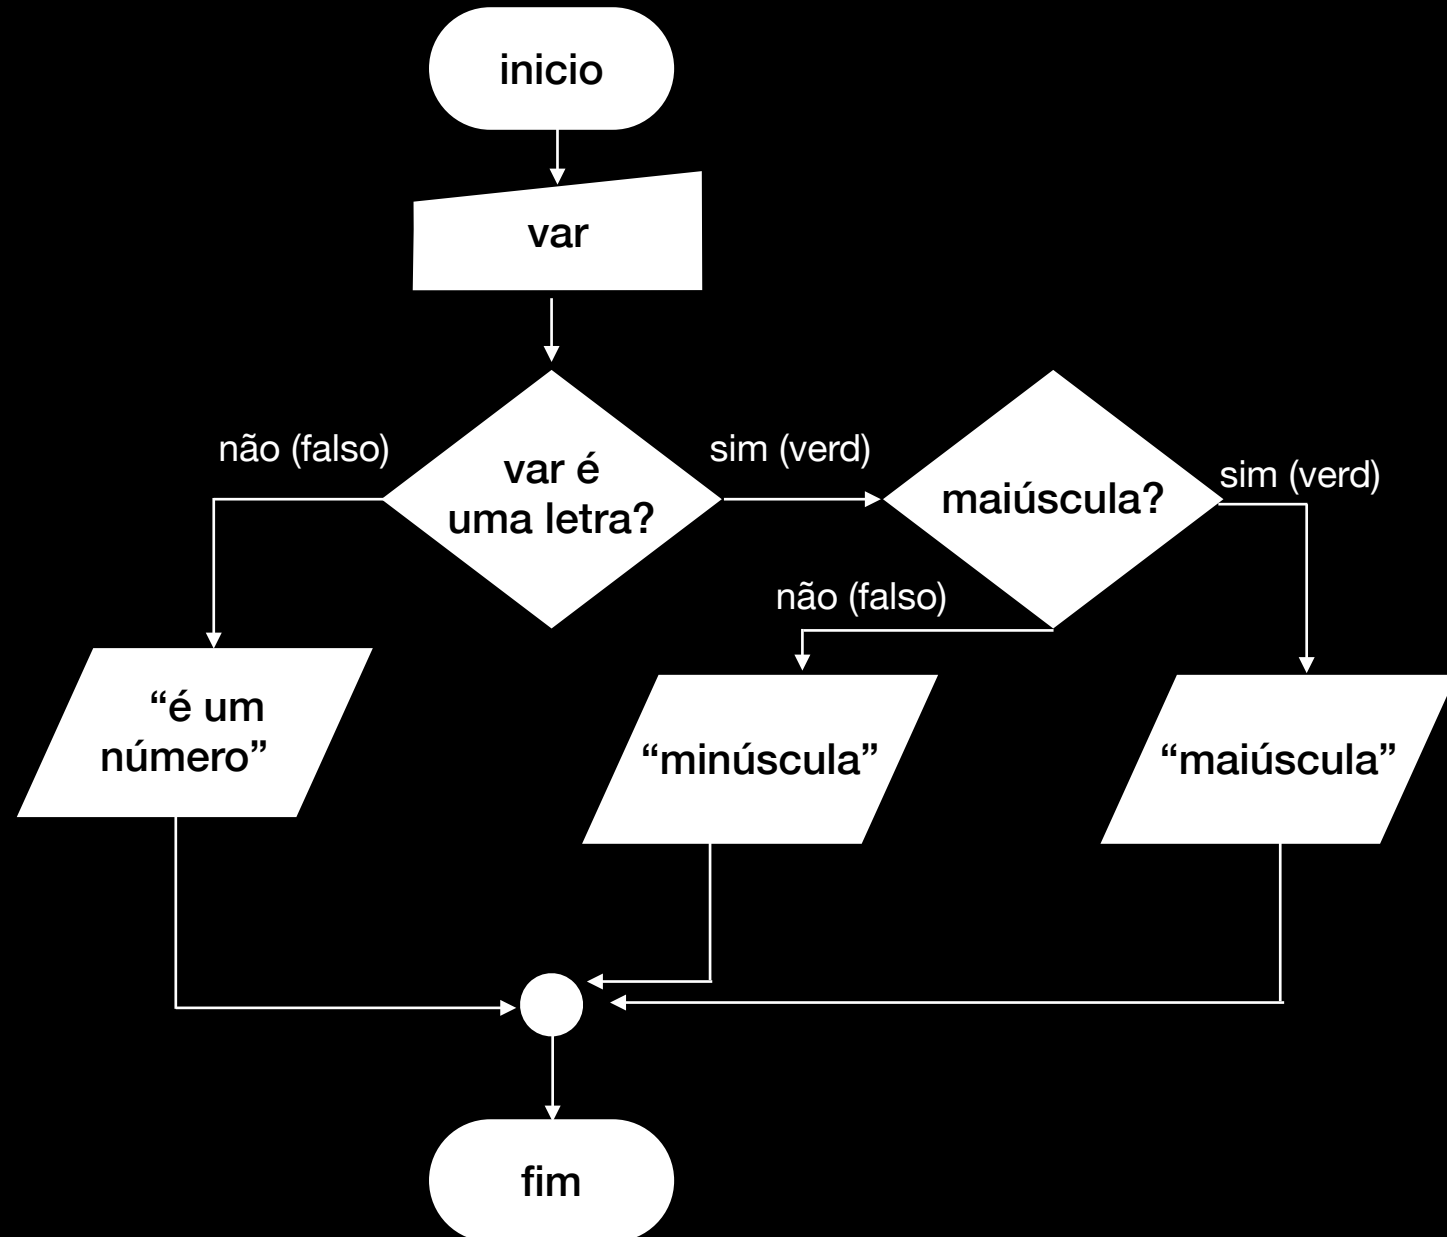 inicio
var
não (falso)
var é
uma letra?
sim (verd)
maiúscula?
sim (verd)
não (falso)
“é um
número”
“minúscula”
“maiúscula”
fim